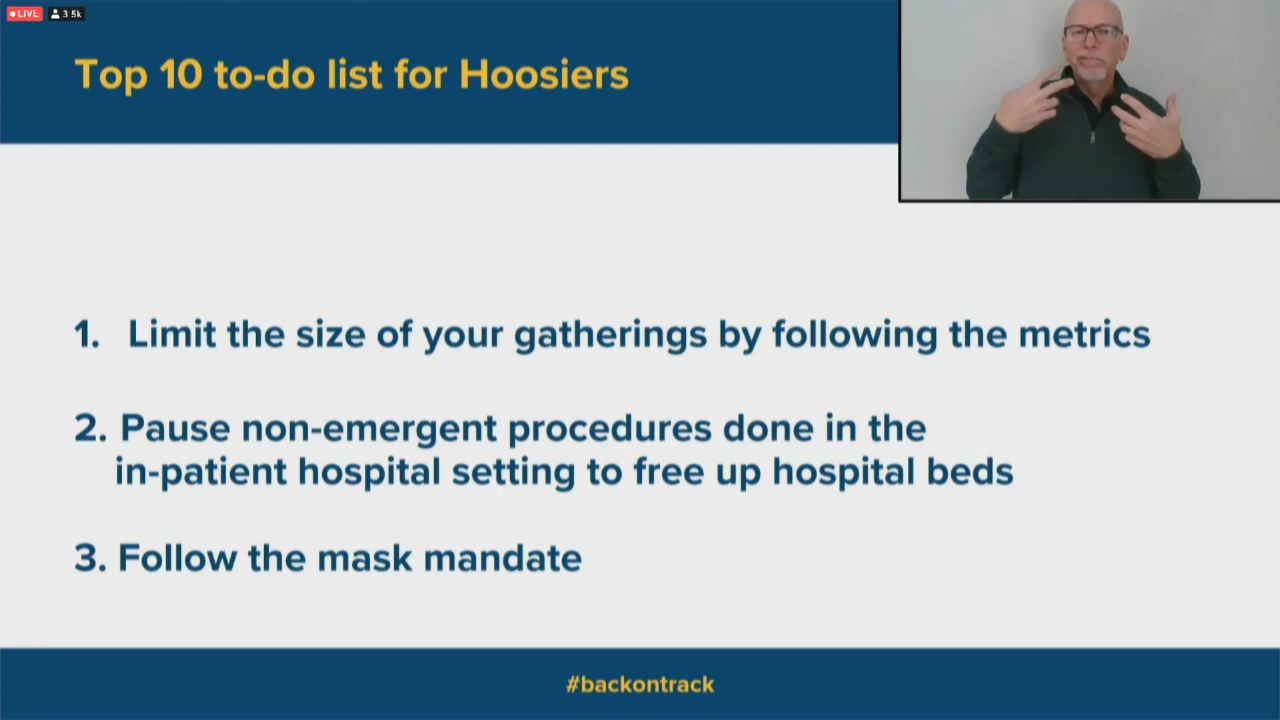 LIVE 3.5k
Top 10 to-do list for Hoosiers
1. Limit the size of your gatherings by following the metrics
2. Pause non-emergent procedures done in the
in-patient hospital setting to free up hospital beds
3. Follow the mask mandate
#backontrack